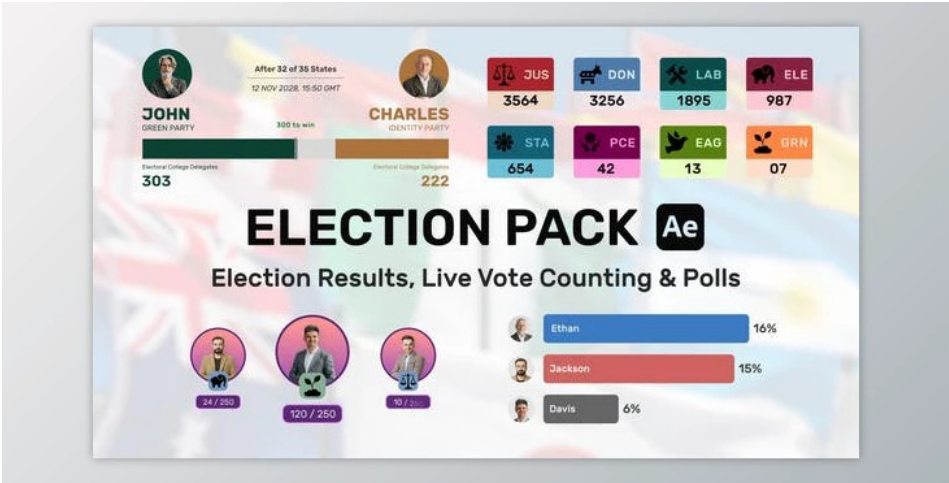 After 32 of 35 States
12 NOV 2028, 15:50 GMT
JOHN
GREEN PARTY
300 to win
CHARLES
IDENTITY PARTY
Electoral College Delegates
303
Electoral College Delegates
222
JUS
3564
DON
3256
LAB
1895
ELE
987
STA
654
PCE
42
EAG
13
GRN
07
ELECTION PACK Ae
Election Results, Live Vote Counting & Polls
24 / 250
120 / 250
10 / 250
Ethan
16%
Jackson
15%
Davis
6%